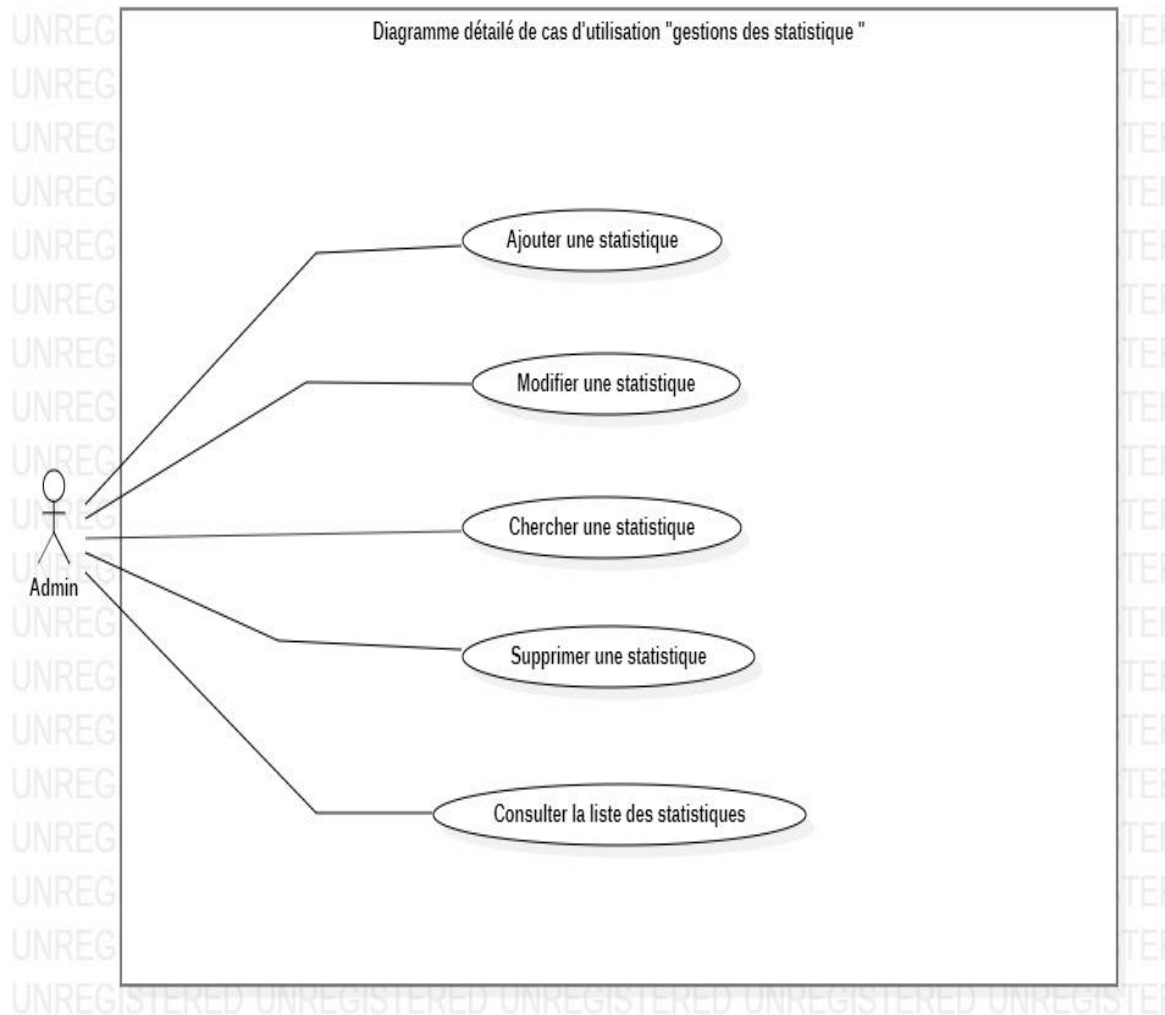 Diagramme détailé de cas d'utilisation "gestions des statistique "
Ajouter une statistique
Modifier une statistique
Chercher une statistique
Admin
Supprimer une statistique
Consulter la liste des statistiques
UNREGISTERED UNREGISTERED UNREGISTERED UNREGISTERED UNREGISTE